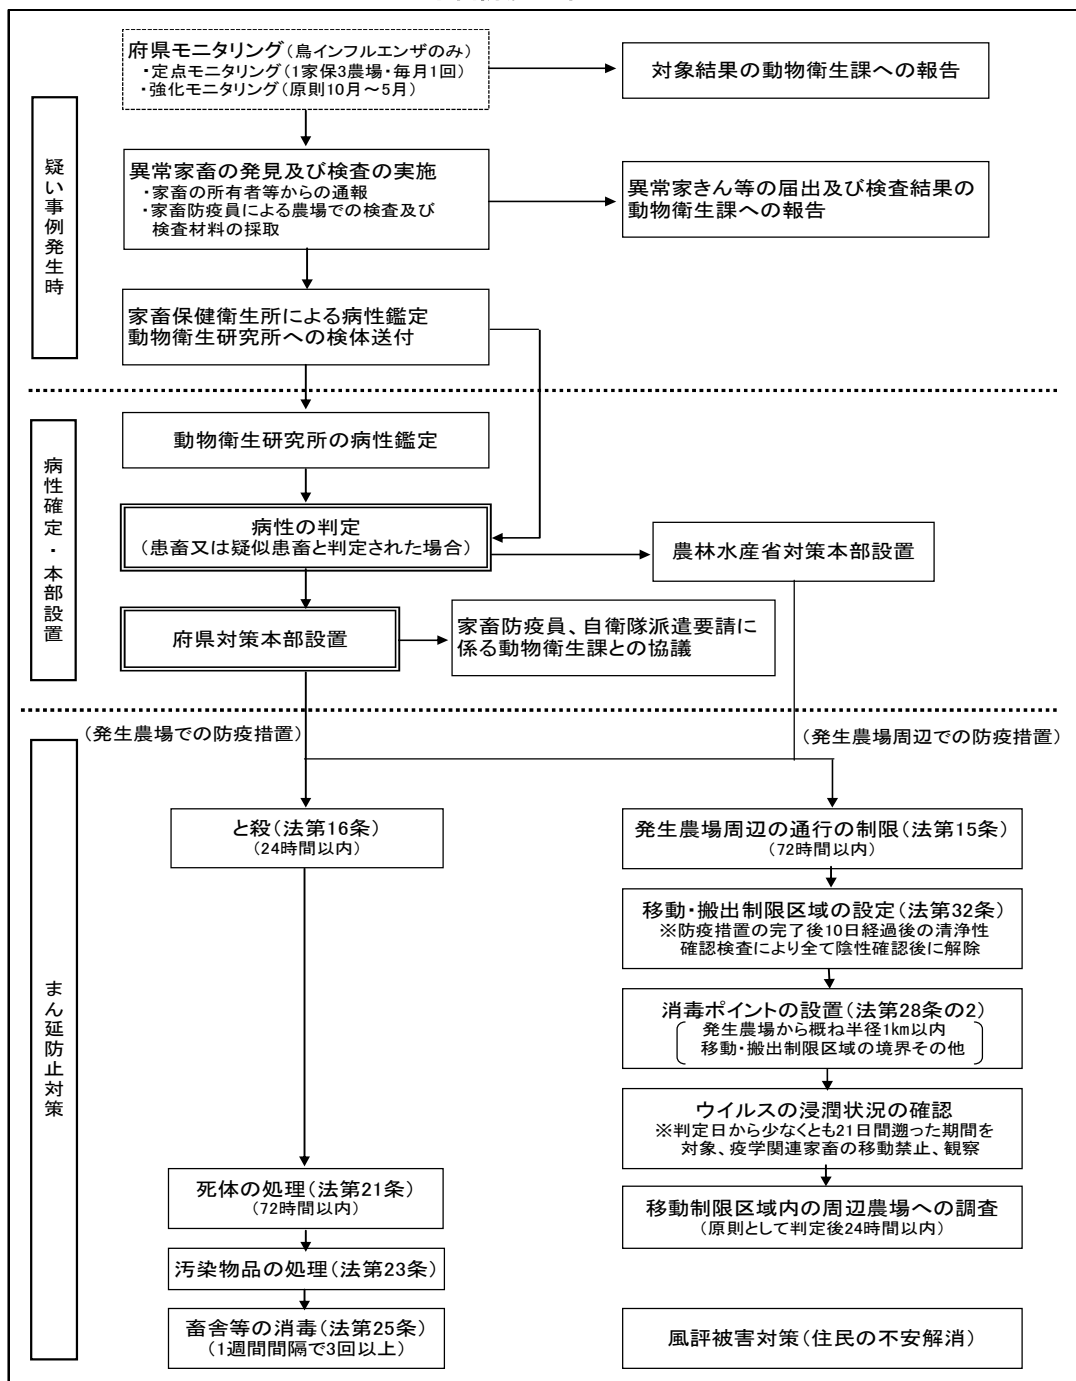 府県モニタリング(鳥インフルエンザのみ)
・定点モニタリング(1家保3農場・毎月1回)
・強化モニタリング(原則10月～5月)
対象結果の動物衛生課への報告
疑い事例発生時
異常家畜の発見及び検査の実施
・家畜の所有者等からの通報
・家畜防疫員による農場での検査及び
検査材料の採取
異常家きん等の届出及び検査結果の
動物衛生課への報告
家畜保健衛生所による病性鑑定
動物衛生研究所への検体送付
病性確定・本部設置
動物衛生研究所の病性鑑定
病性の判定
(患畜又は疑似患畜と判定された場合)
農林水産省対策本部設置
府県対策本部設置
家畜防疫員、自衛隊派遣要請に
係る動物衛生課との協議
(発生農場での防疫措置)
(発生農場周辺での防疫措置)
まん延防止対策
と殺(法第16条)
(24時間以内)
発生農場周辺の通行の制限(法第15条)
(72時間以内)
移動・搬出制限区域の設定(法第32条)
※防疫措置の完了後10日経過後の清浄性
確認検査により全て陰性確認後に解除
消毒ポイントの設置(法第28条の2)
発生農場から概ね半径1km以内
移動・搬出制限区域の境界その他
ウイルスの浸潤状況の確認
※判定日から少なくとも21日間遡った期間を
対象、疫学関連家畜の移動禁止、観察
死体の処理(法第21条)
(72時間以内)
移動制限区域内の周辺農場への調査
(原則として判定後24時間以内)
汚染物品の処理(法第23条)
畜舎等の消毒(法第25条)
(1週間間隔で3回以上)
風評被害対策(住民の不安解消)